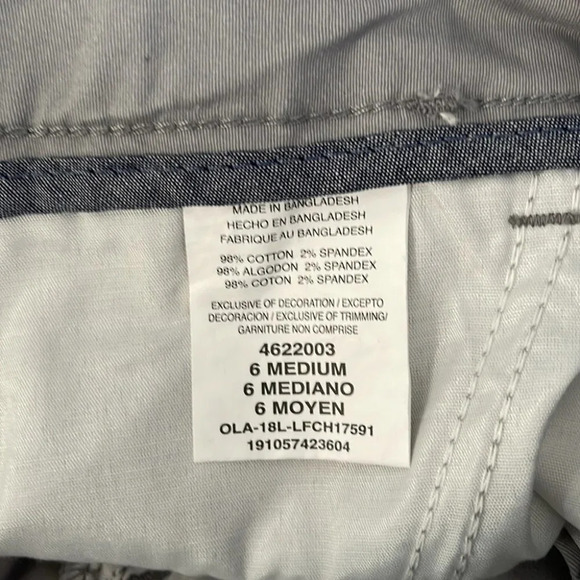 MADE IN BANGLADESH
HECHO EN BANGLADESH
FABRIQUE AU BANGLADESH
98% COTTON 2% SPANDEX
98% ALGODON 2% SPANDEX
98% COTON 2% SPANDEX
EXCLUSIVE OF DECORATION / EXCEPTO
DECORACION / EXCLUSIVE OF TRIMMING/
GARNITURE NON COMPRISE
4622003
6 MEDIUM
6 MEDIANO
6 MOYEN
OLA-18L-LFCH17591
191057423604